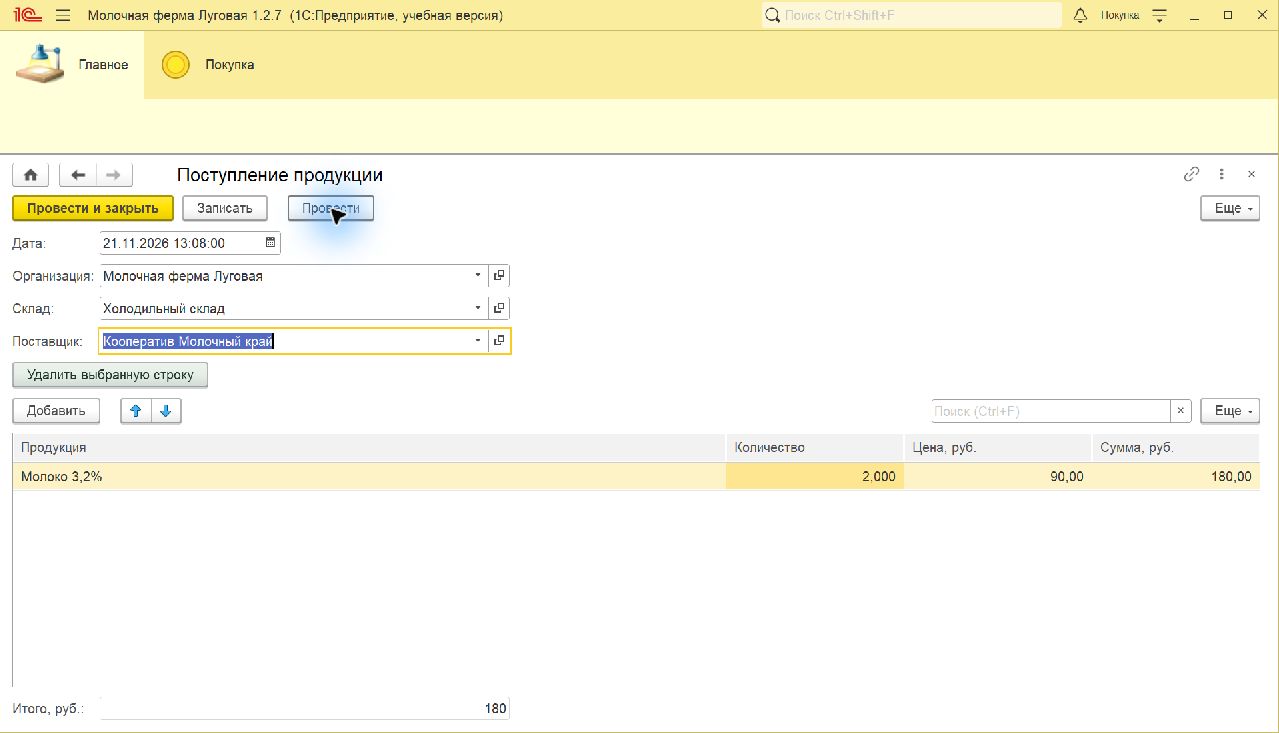 1С Молочная ферма Луговая 1.2.7 (1С:Предприятие, учебная версия) Поиск Ctrl+Shift+F Покупка
Главное Покупка
Поступление продукции
Провести и закрыть Записать Провести Еще
Дата: 21.11.2026 13:08:00
Организация: Молочная ферма Луговая
Склад: Холодильный склад
Поставщик: Кооператив Молочный край
Удалить выбранную строку
Добавить Поиск (Ctrl+F) Еще
Продукция Количество Цена, руб. Сумма, руб.
Молоко 3,2% 2,000 90,00 180,00
Итого, руб.: 180